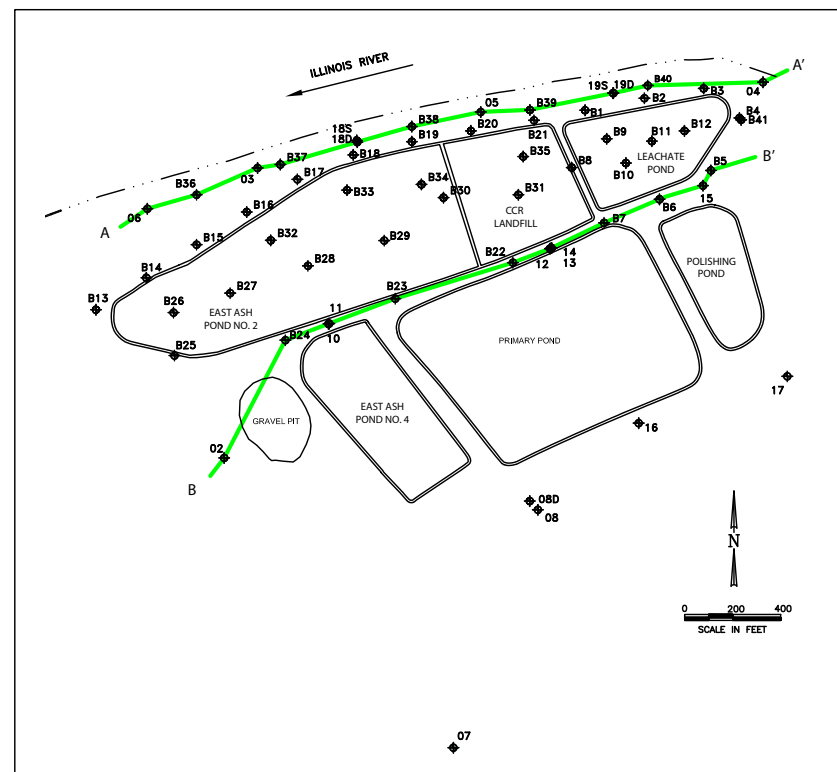 ILLINOIS RIVER
A'
19S 19D
B40
B3
04
B2
05
B39
B1
B4
B41
B38
18S
18D
B19
B20
B21
B9
B11
B12
B37
B18
B35
B8
LEACHATE
POND
B10
B5
B'
03
B17
B34
B33
B30
B31
CCR
LANDFILL
B36
B6
15
06
B16
A
B7
B15
B32
B29
B22
14
12
13
B28
POLISHING
POND
B14
B23
B27
B13
B26
EAST ASH
POND NO. 2
11
10
B24
PRIMARY POND
B25
17
EAST ASH
POND NO. 4
GRAVEL PIT
16
02
B
08D
08
N
0 200 400
SCALE IN FEET
07